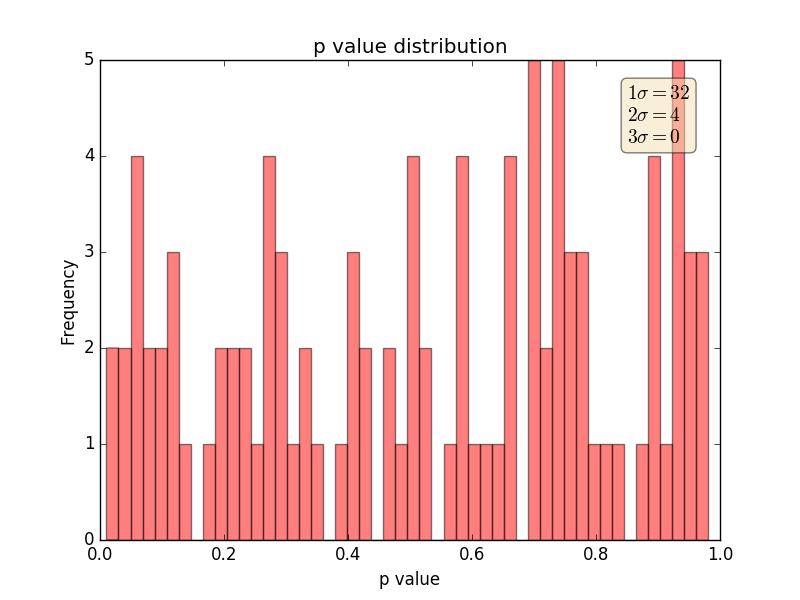 p value distribution
5
4
3
2
1
0
Frequency
1σ = 32
2σ = 4
3σ = 0
0.0 0.2 0.4 0.6 0.8 1.0
p value